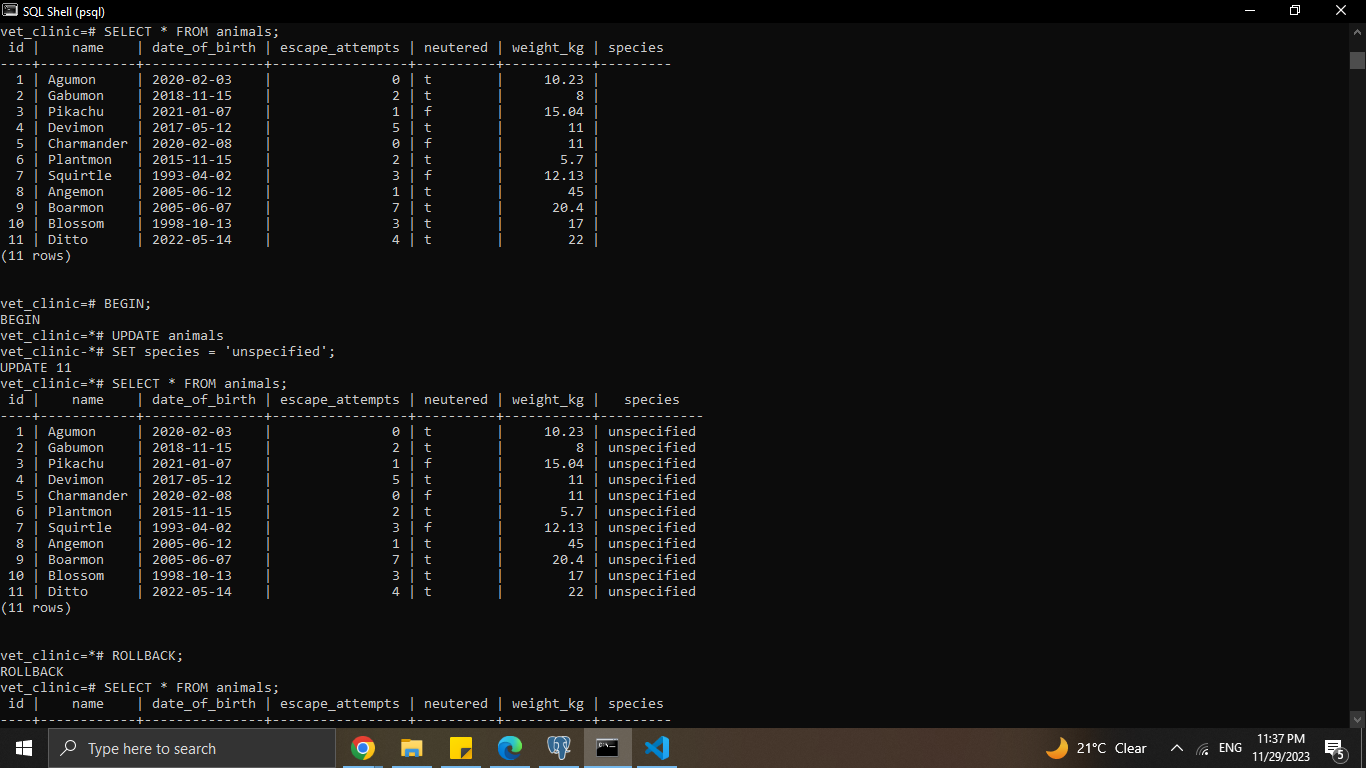 SQL Shell (psql)
vet_clinic=# SELECT * FROM animals;
 id |    name    | date_of_birth | escape_attempts | neutered | weight_kg | species
----+------------+---------------+-----------------+----------+-----------+---------
  1 | Agumon     | 2020-02-03    |               0 | t        |     10.23 |
  2 | Gabumon    | 2018-11-15    |               2 | t        |         8 |
  3 | Pikachu    | 2021-01-07    |               1 | f        |     15.04 |
  4 | Devimon    | 2017-05-12    |               5 | t        |        11 |
  5 | Charmander | 2020-02-08    |               0 | f        |        11 |
  6 | Plantmon   | 2015-11-15    |               2 | t        |       5.7 |
  7 | Squirtle   | 1993-04-02    |               3 | f        |     12.13 |
  8 | Angemon    | 2005-06-12    |               1 | t        |        45 |
  9 | Boarmon    | 2005-06-07    |               7 | t        |      20.4 |
 10 | Blossom    | 1998-10-13    |               3 | t        |        17 |
 11 | Ditto      | 2022-05-14    |               4 | t        |        22 |
(11 rows)
vet_clinic=# BEGIN;
BEGIN
vet_clinic=*# UPDATE animals
vet_clinic-*# SET species = 'unspecified';
UPDATE 11
vet_clinic=*# SELECT * FROM animals;
 id |    name    | date_of_birth | escape_attempts | neutered | weight_kg |   species
----+------------+---------------+-----------------+----------+-----------+-------------
  1 | Agumon     | 2020-02-03    |               0 | t        |     10.23 | unspecified
  2 | Gabumon    | 2018-11-15    |               2 | t        |         8 | unspecified
  3 | Pikachu    | 2021-01-07    |               1 | f        |     15.04 | unspecified
  4 | Devimon    | 2017-05-12    |               5 | t        |        11 | unspecified
  5 | Charmander | 2020-02-08    |               0 | f        |        11 | unspecified
  6 | Plantmon   | 2015-11-15    |               2 | t        |       5.7 | unspecified
  7 | Squirtle   | 1993-04-02    |               3 | f        |     12.13 | unspecified
  8 | Angemon    | 2005-06-12    |               1 | t        |        45 | unspecified
  9 | Boarmon    | 2005-06-07    |               7 | t        |      20.4 | unspecified
 10 | Blossom    | 1998-10-13    |               3 | t        |        17 | unspecified
 11 | Ditto      | 2022-05-14    |               4 | t        |        22 | unspecified
(11 rows)
vet_clinic=*# ROLLBACK;
ROLLBACK
vet_clinic=# SELECT * FROM animals;
 id |    name    | date_of_birth | escape_attempts | neutered | weight_kg | species
----+------------+---------------+-----------------+----------+-----------+---------
Type here to search
21°C Clear
ENG
11:37 PM
11/29/2023
5